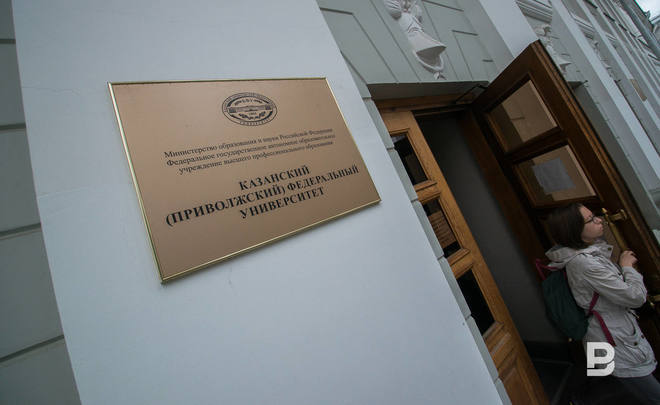 Министерство образования и науки Российской Федерации
Федеральное государственное автономное образовательное
учреждение высшего профессионального образования
КАЗАНСКИЙ
(ПРИВОЛЖСКИЙ) ФЕДЕРАЛЬНЫЙ
УНИВЕРСИТЕТ
B